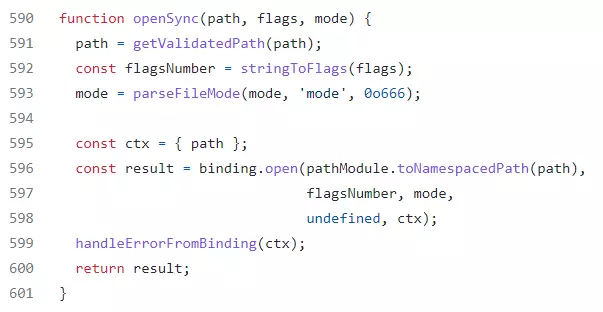 590 function openSync(path, flags, mode) {
591   path = getValidatedPath(path);
592   const flagsNumber = stringToFlags(flags);
593   mode = parseFileMode(mode, 'mode', 0o666);
594
595   const ctx = { path };
596   const result = binding.open(pathModule.toNamespacedPath(path),
597                               flagsNumber, mode,
598                               undefined, ctx);
599   handleErrorFromBinding(ctx);
600   return result;
601 }